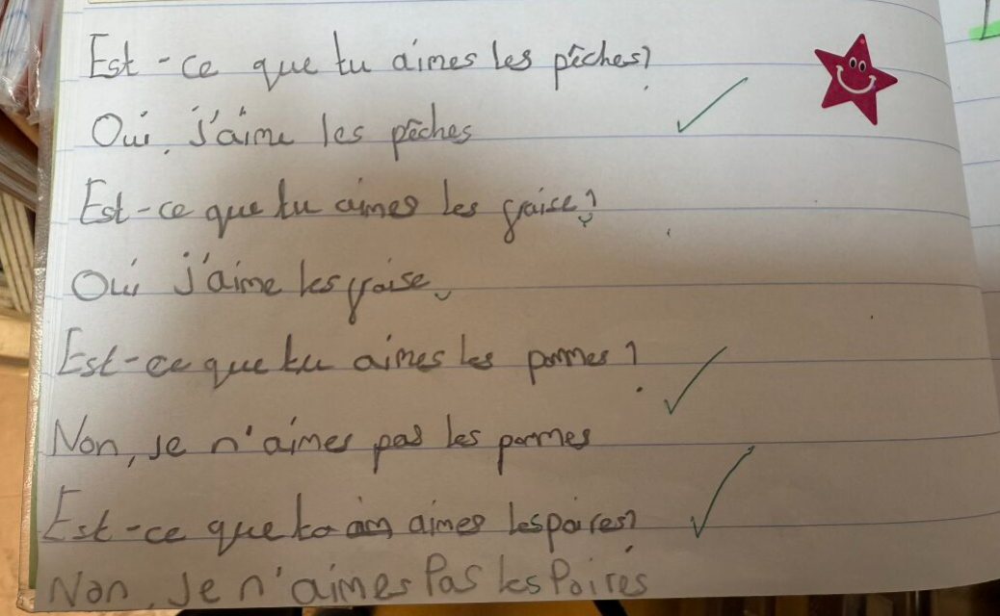 Est-ce que tu aimes les pêches?
Oui, j'aime les pêches
Est-ce que tu aimes les fraise?
Oui j'aime les fraise.
Est-ce que tu aimes les pommes?
Non, je n'aimes pas les pommes
Est-ce que aimes les poires?
Non, Je n'aimes Pas les Poires